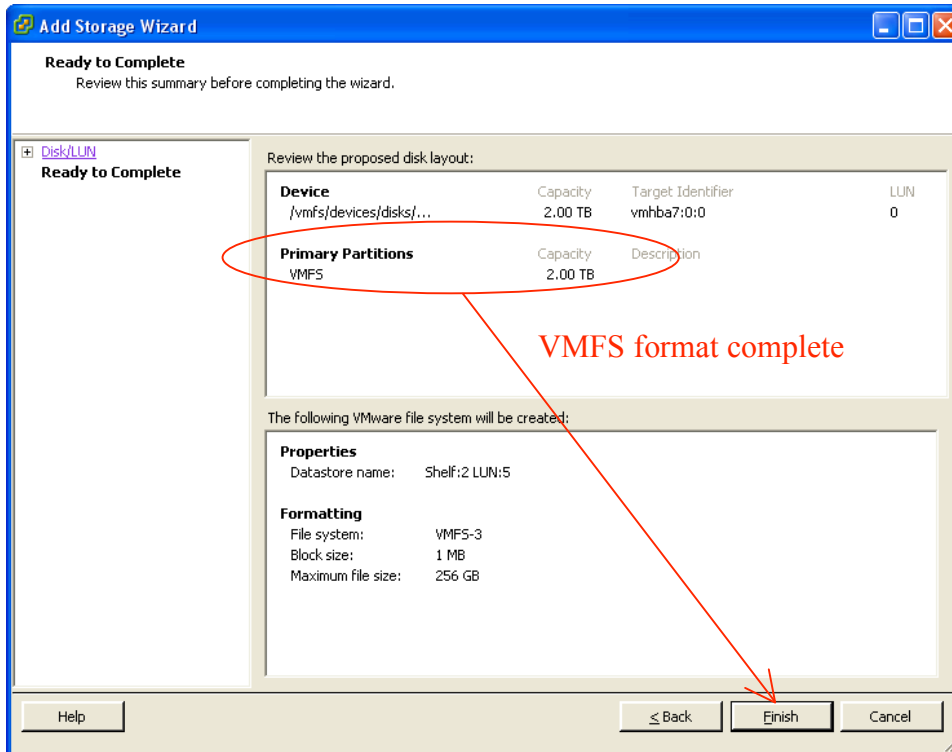 Add Storage Wizard
Ready to Complete
Review this summary before completing the wizard.
Disk/LUN
Ready to Complete
Review the proposed disk layout:
Device Capacity Target Identifier LUN
/vmfs/devices/disks/... 2.00 TB vmhba7:0:0 0
Primary Partitions Capacity Description
VMFS 2.00 TB
VMFS format complete
The following VMware file system will be created:
Properties
Datastore name: Shelf:2 LUN:5
Formatting
File system: VMFS-3
Block size: 1 MB
Maximum file size: 256 GB
Help < Back Finish Cancel